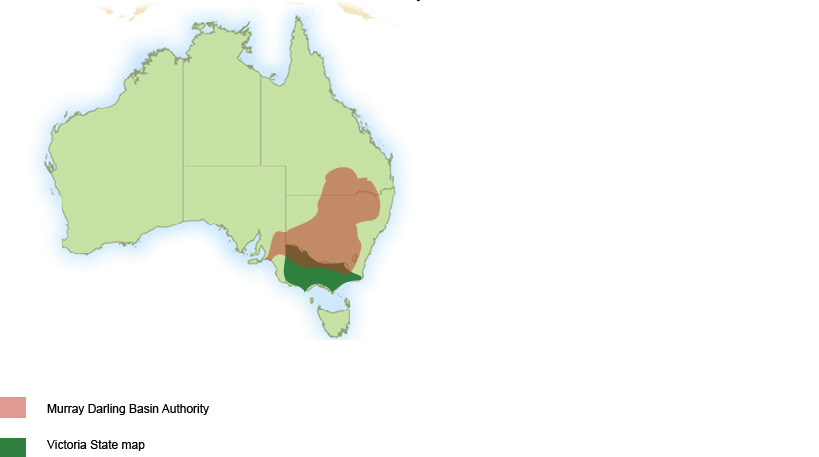 Murray Darling Basin Authority
Victoria State map